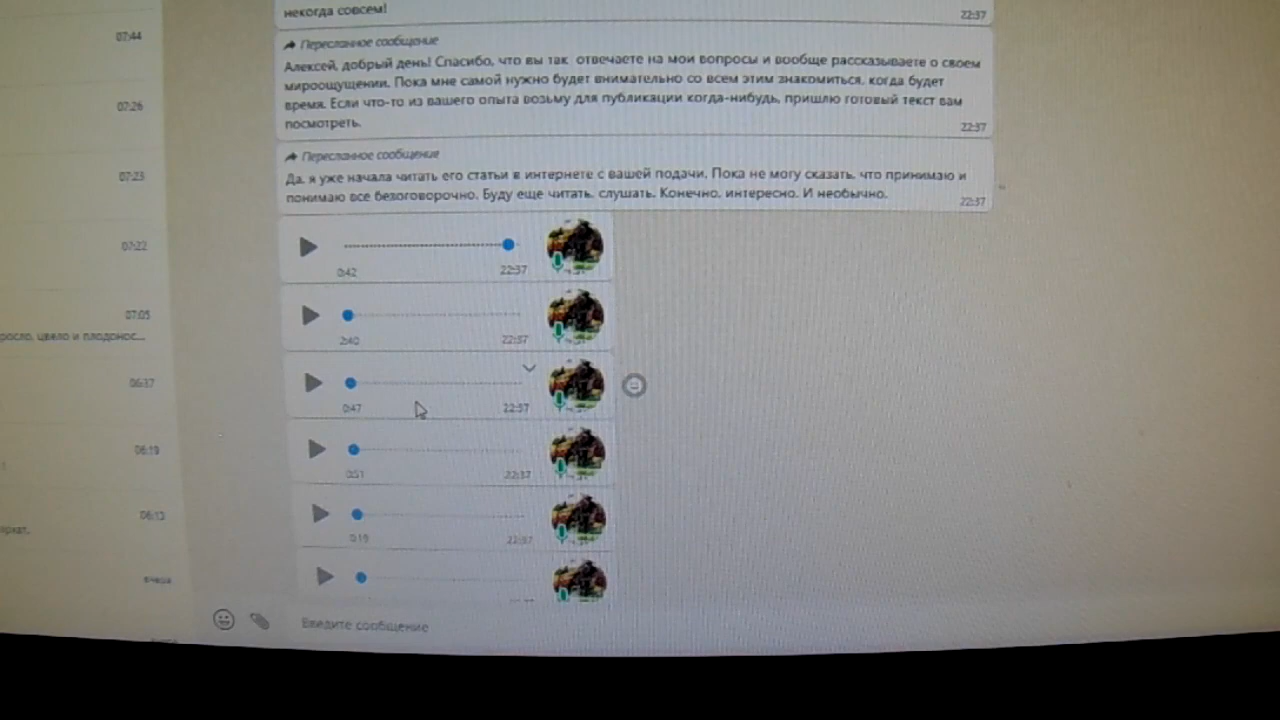 07:44
07:26
07:23
07:22
07:05
росло, цвело и плодонос...
06:37
06:19
06:13
вчера
некогда совсем!
22:37
Пересланное сообщение
Алексей, добрый день! Спасибо, что вы так отвечаете на мои вопросы и вообще рассказываете о своем
мироощущении. Пока мне самой нужно будет внимательно со всем этим знакомиться, когда будет
время. Если что-то из вашего опыта возьму для публикации когда-нибудь, пришлю готовый текст вам
посмотреть.
22:37
Пересланное сообщение
Да, я уже начала читать его статьи в интернете с вашей подачи. Пока не могу сказать, что принимаю и
понимаю все безоговорочно. Буду еще читать, слушать. Конечно, интересно. И необычно.
22:37
0:42 22:37
2:40 22:37
0:47 22:37
0:51 22:37
0:19 22:37
Введите сообщение